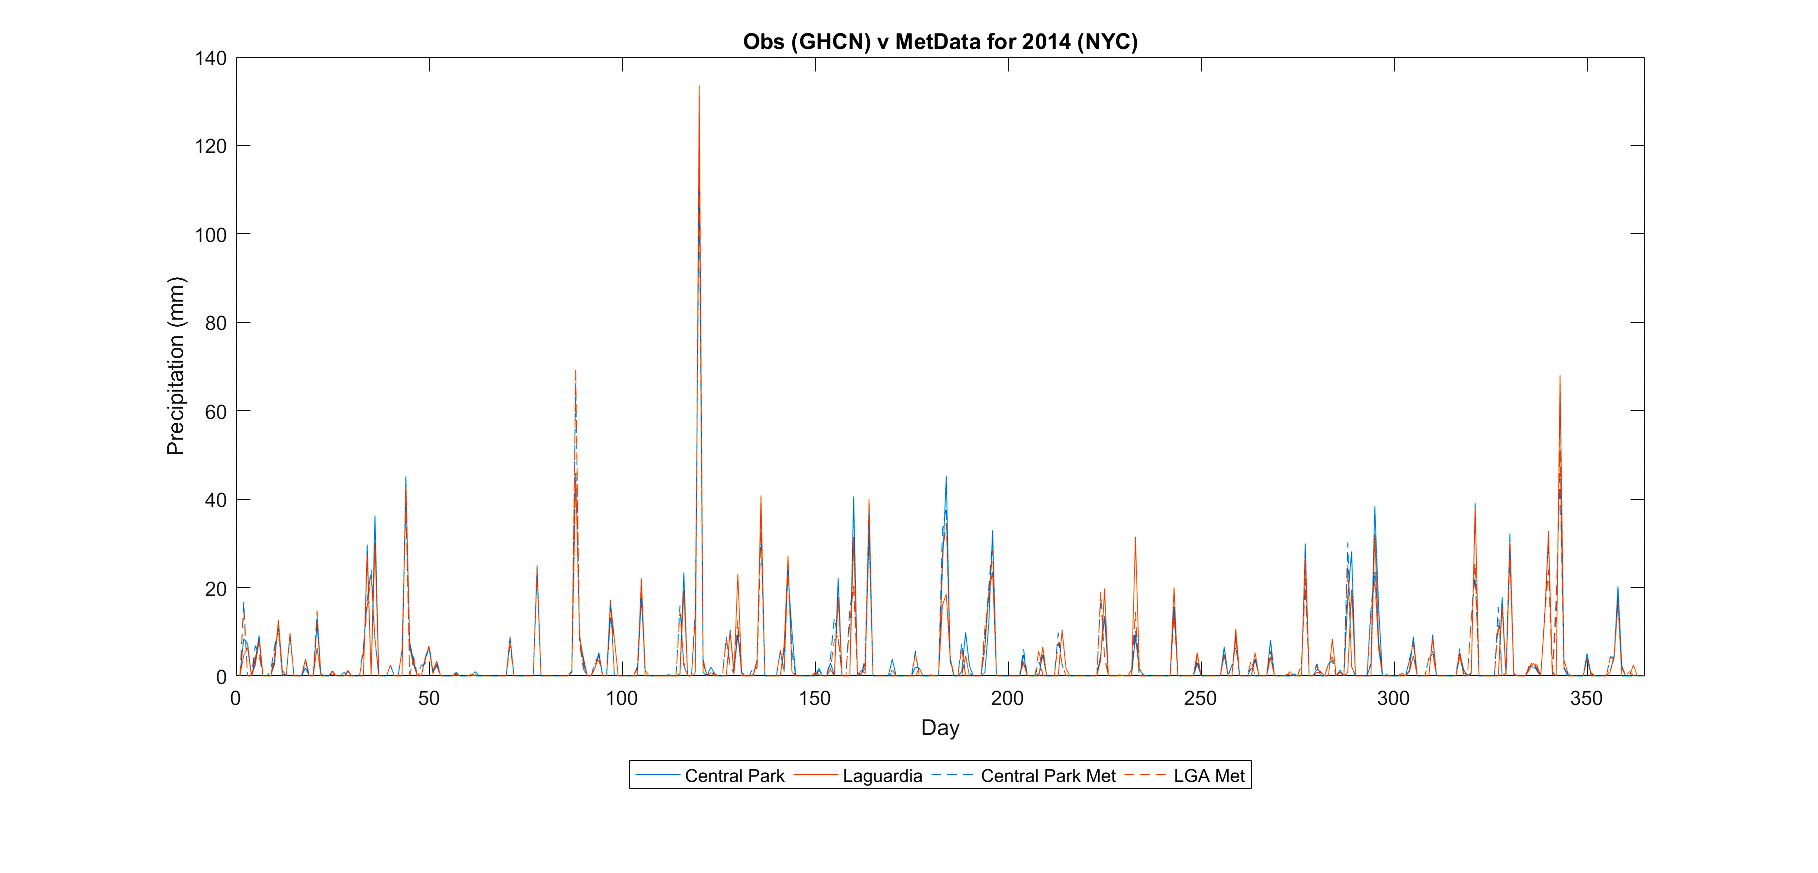 Obs (GHCN) v MetData for 2014 (NYC)
140
120
100
80
60
40
20
0
Precipitation (mm)
0 50 100 150 200 250 300 350
Day
Central Park Laguardia Central Park Met LGA Met